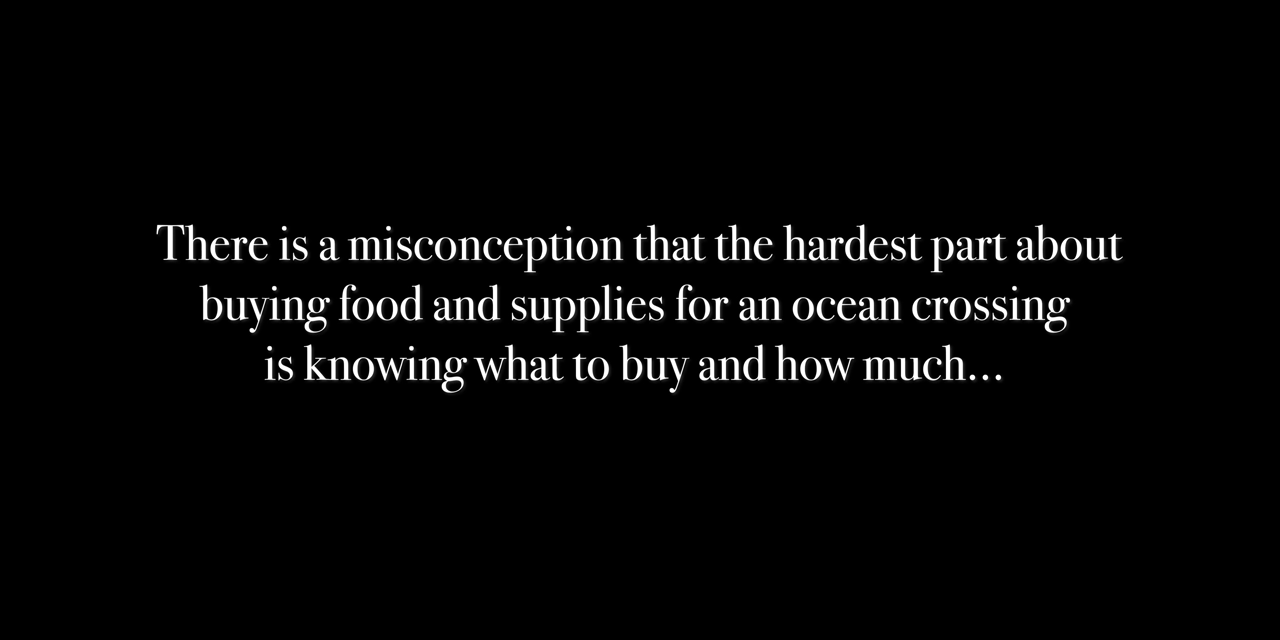 There is a misconception that the hardest part about
buying food and supplies for an ocean crossing
is knowing what to buy and how much...